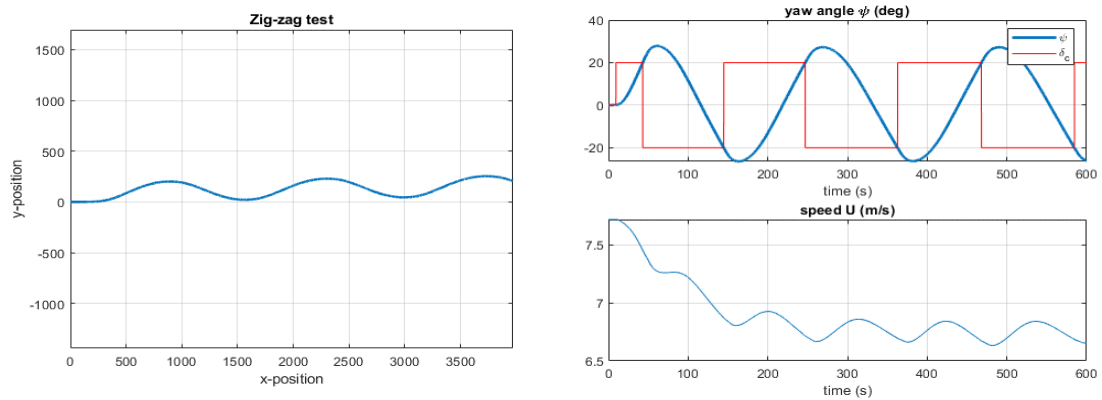 Zig-zag test
1500
1000
500
0
-500
-1000
0 500 1000 1500 2000 2500 3000 3500
x-position
y-position
yaw angle ψ (deg)
40
20
0
-20
ψ
δc
0 100 200 300 400 500 600
time (s)
speed U (m/s)
7.5
7
6.5
0 100 200 300 400 500 600
time (s)